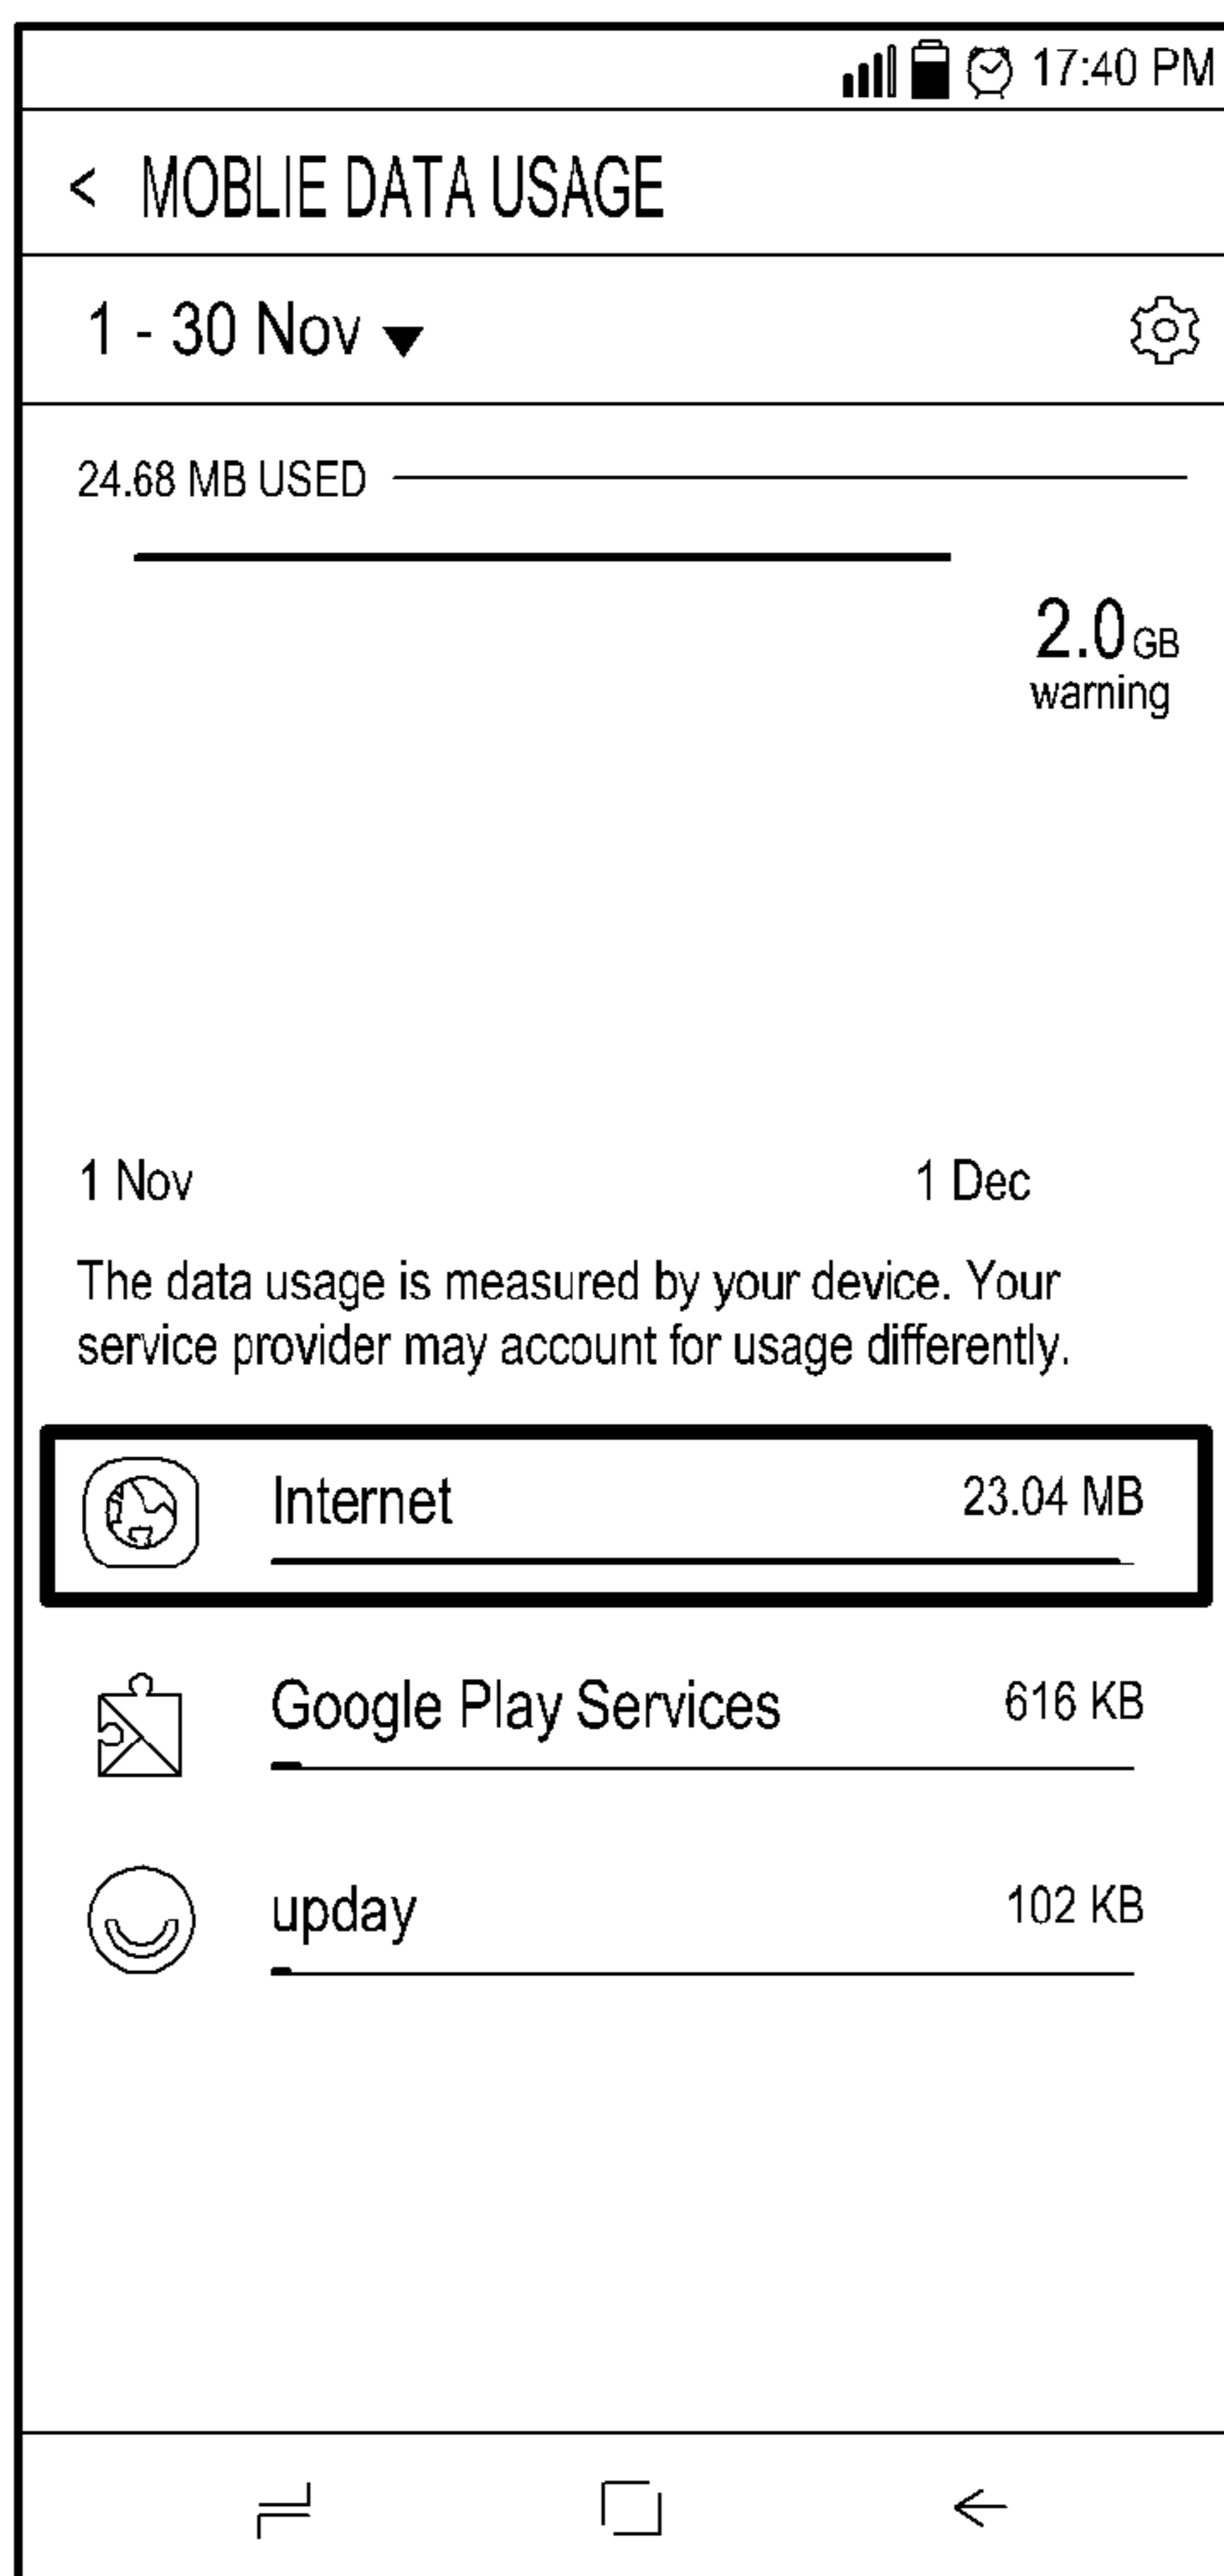 17:40 PM
< MOBLIE DATA USAGE
1 - 30 Nov
24.68 MB USED
2.0 GB
warning
1 Nov 1 Dec
The data usage is measured by your device. Your
service provider may account for usage differently.
Internet 23.04 MB
Google Play Services 616 KB
upday 102 KB